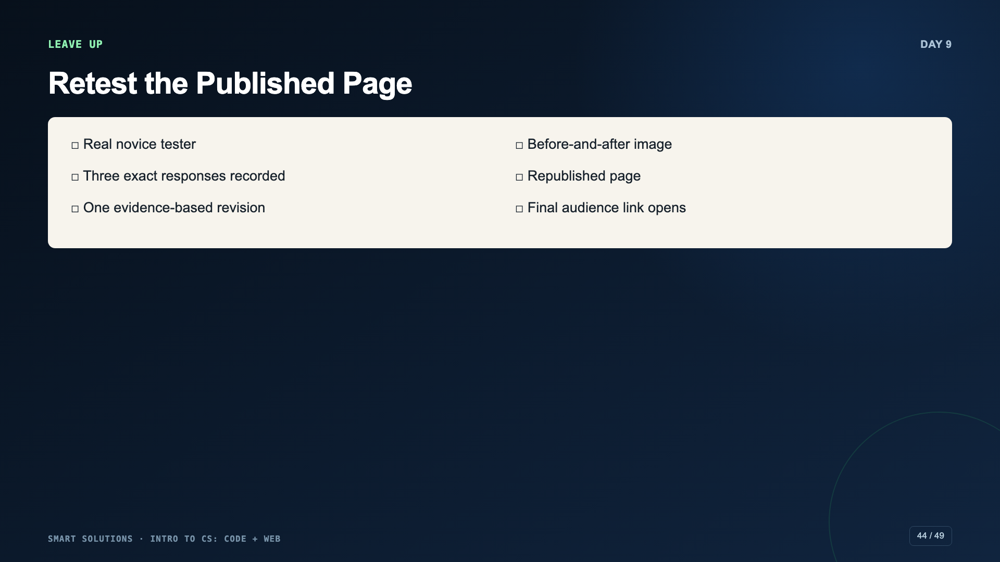 LEAVE UP
DAY 9
Retest the Published Page
□ Real novice tester
□ Three exact responses recorded
□ One evidence-based revision
□ Before-and-after image
□ Republished page
□ Final audience link opens
SMART SOLUTIONS · INTRO TO CS: CODE + WEB
44 / 49